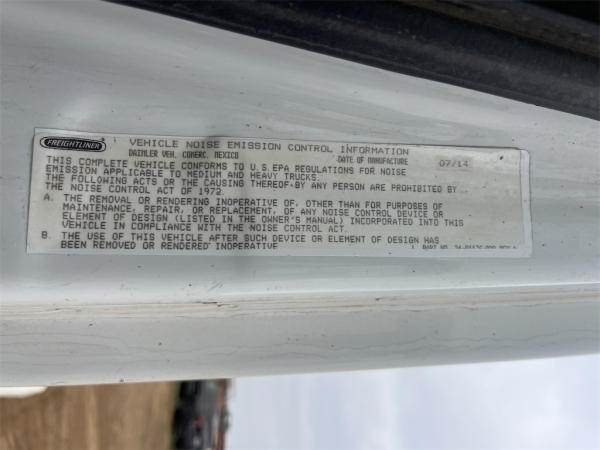 FREIGHTLINER
VEHICLE NOISE EMISSION CONTROL INFORMATION
DAIMLER VEH. COMERC. MEXICO DATE OF MANUFACTURE 07/14
THIS COMPLETE VEHICLE CONFORMS TO U.S.EPA REGULATIONS FOR NOISE
EMISSION APPLICABLE TO MEDIUM AND HEAVY TRUCKS.
THE FOLLOWING ACTS OR THE CAUSING THEREOF BY ANY PERSON ARE PROHIBITED BY
THE NOISE CONTROL ACT OF 1972.
A. THE REMOVAL OR RENDERING INOPERATIVE OF, OTHER THAN FOR PURPOSES OF
MAINTENANCE, REPAIR, OR REPLACEMENT, OF ANY NOISE CONTROL DEVICE OR
ELEMENT OF DESIGN (LISTED IN THE OWNER'S MANUAL) INCORPORATED INTO THIS
VEHICLE IN COMPLIANCE WITH THE NOISE CONTROL ACT.
B. THE USE OF THIS VEHICLE AFTER SUCH DEVICE OR ELEMENT OF DESIGN HAS
BEEN REMOVED OR RENDERED INOPERATIVE
PART NO.